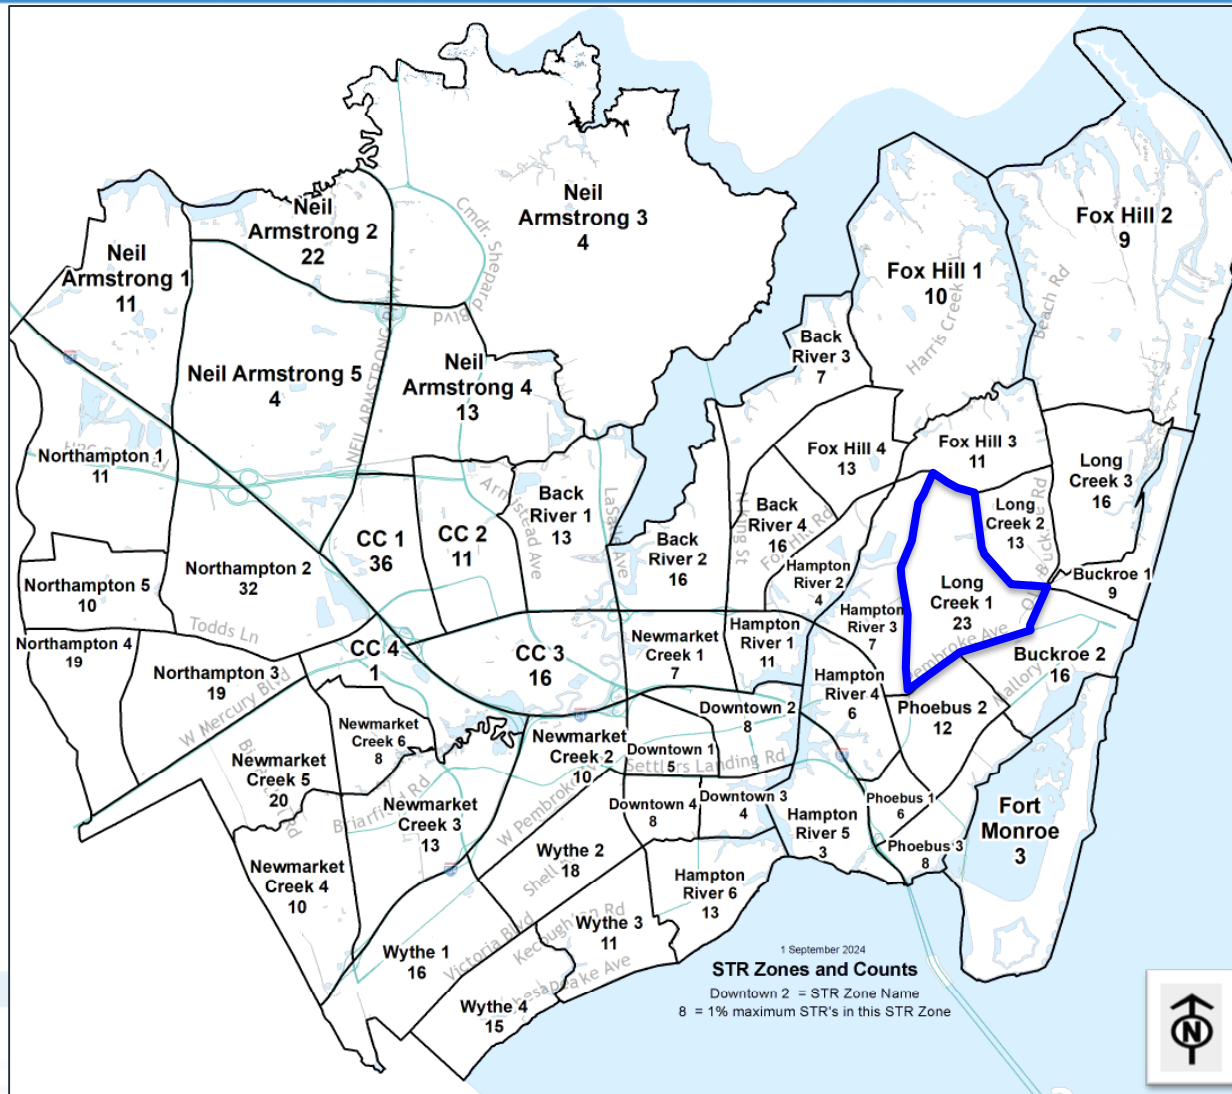 Neil
Armstrong 3
4
Neil
Armstrong 2
22
Fox Hill 2
9
Neil
Armstrong 1
11
Cmdr. Shepard
Blvd
Fox Hill 1
10
Harris Creek
Beach Rd
Back
River 3
7
Neil Armstrong 5
4
NEIL ARMSTRONG
Neil
Armstrong 4
13
Fox Hill 4
13
Fox Hill 3
11
Northampton 1
11
Long
Creek 3
16
Armistead Ave
Back
River 1
13
LaSalle Ave
N King St
Back
River 4
16
Fox Hill Rd
Long
Creek 2
13
CC 1
36
CC 2
11
Back
River 2
16
Northampton 5
10
Northampton 2
32
Hampton
River 2
4
Buckroe 1
9
Long
Creek 1
23
Todds Ln
Northampton 4
19
Northampton 3
19
CC 4
1
CC 3
16
Newmarket
Creek 1
7
Hampton
River 1
11
Hampton
River 3
7
Pembroke Ave
Buckroe 2
16
Mallory
W Mercury Blvd
Hampton
River 4
6
Phoebus 2
12
Newmarket
Creek 6
8
Downtown 2
8
Newmarket
Creek 2
10
Downtown 1
5
Settlers Landing Rd
Newmarket
Creek 5
20
Briarfield Rd
Newmarket
Creek 3
13
W Pembroke Ave
Downtown 4
8
Downtown 3
4
Hampton
River 5
3
Phoebus 1
6
Fort
Monroe
3
Phoebus 3
8
Wythe 2
18
Shell
Newmarket
Creek 4
10
Hampton
River 6
13
Wythe 3
11
Kecoughtan Rd
Victoria Blvd
Wythe 1
16
Chesapeake Ave
Wythe 4
15
1 September 2024
STR Zones and Counts
Downtown 2 = STR Zone Name
8 = 1% maximum STR's in this STR Zone
N